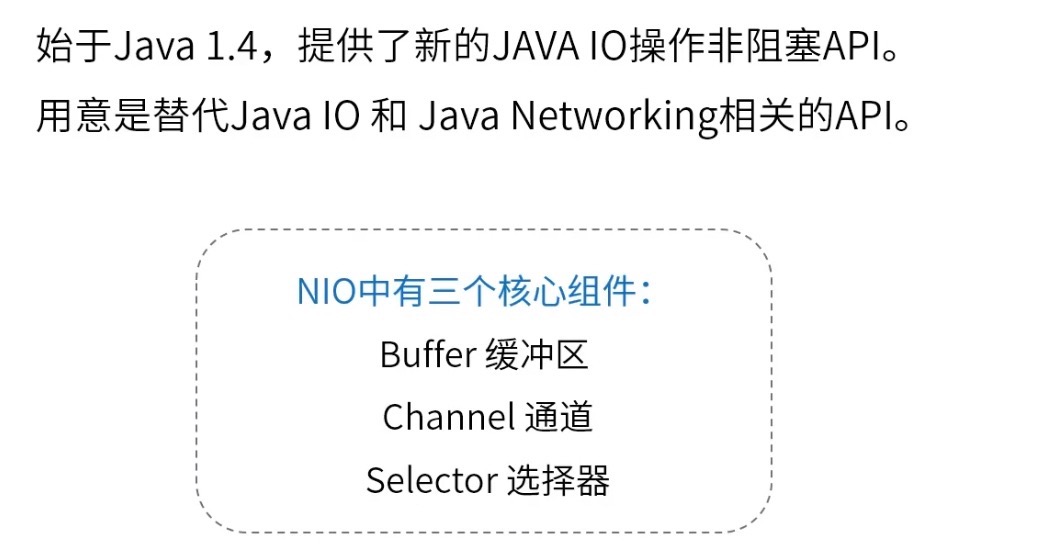 始于Java 1.4，提供了新的JAVA IO操作非阻塞API。
用意是替代Java IO 和 Java Networking相关的API。
NIO中有三个核心组件：
Buffer 缓冲区
Channel 通道
Selector 选择器